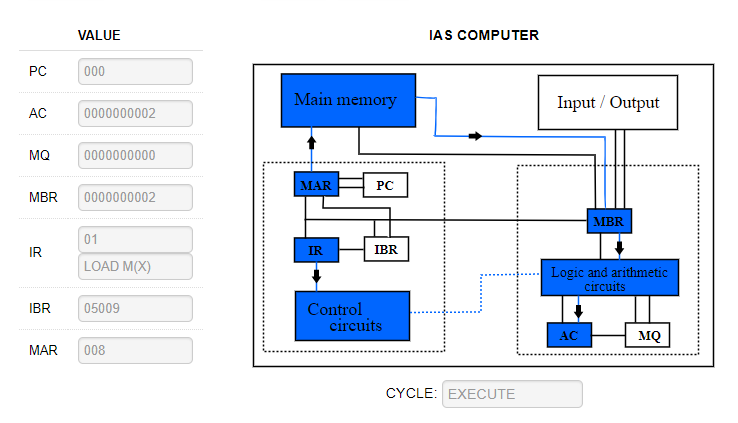 VALUE
PC 000
AC 0000000002
MQ 0000000000
MBR 0000000002
IR 01
LOAD M(X)
IBR 05009
MAR 008
IAS COMPUTER
Main memory
Input / Output
MAR
PC
MBR
IR
IBR
Logic and arithmetic
circuits
Control
circuits
AC
MQ
CYCLE: EXECUTE